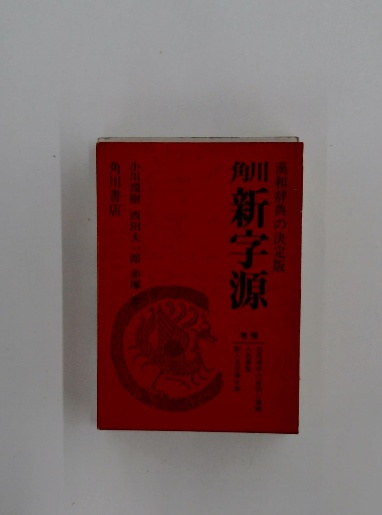 漢和辞典の決定版
角川
新字源
小川環樹 西田太一郎 赤塚忠
角川書店